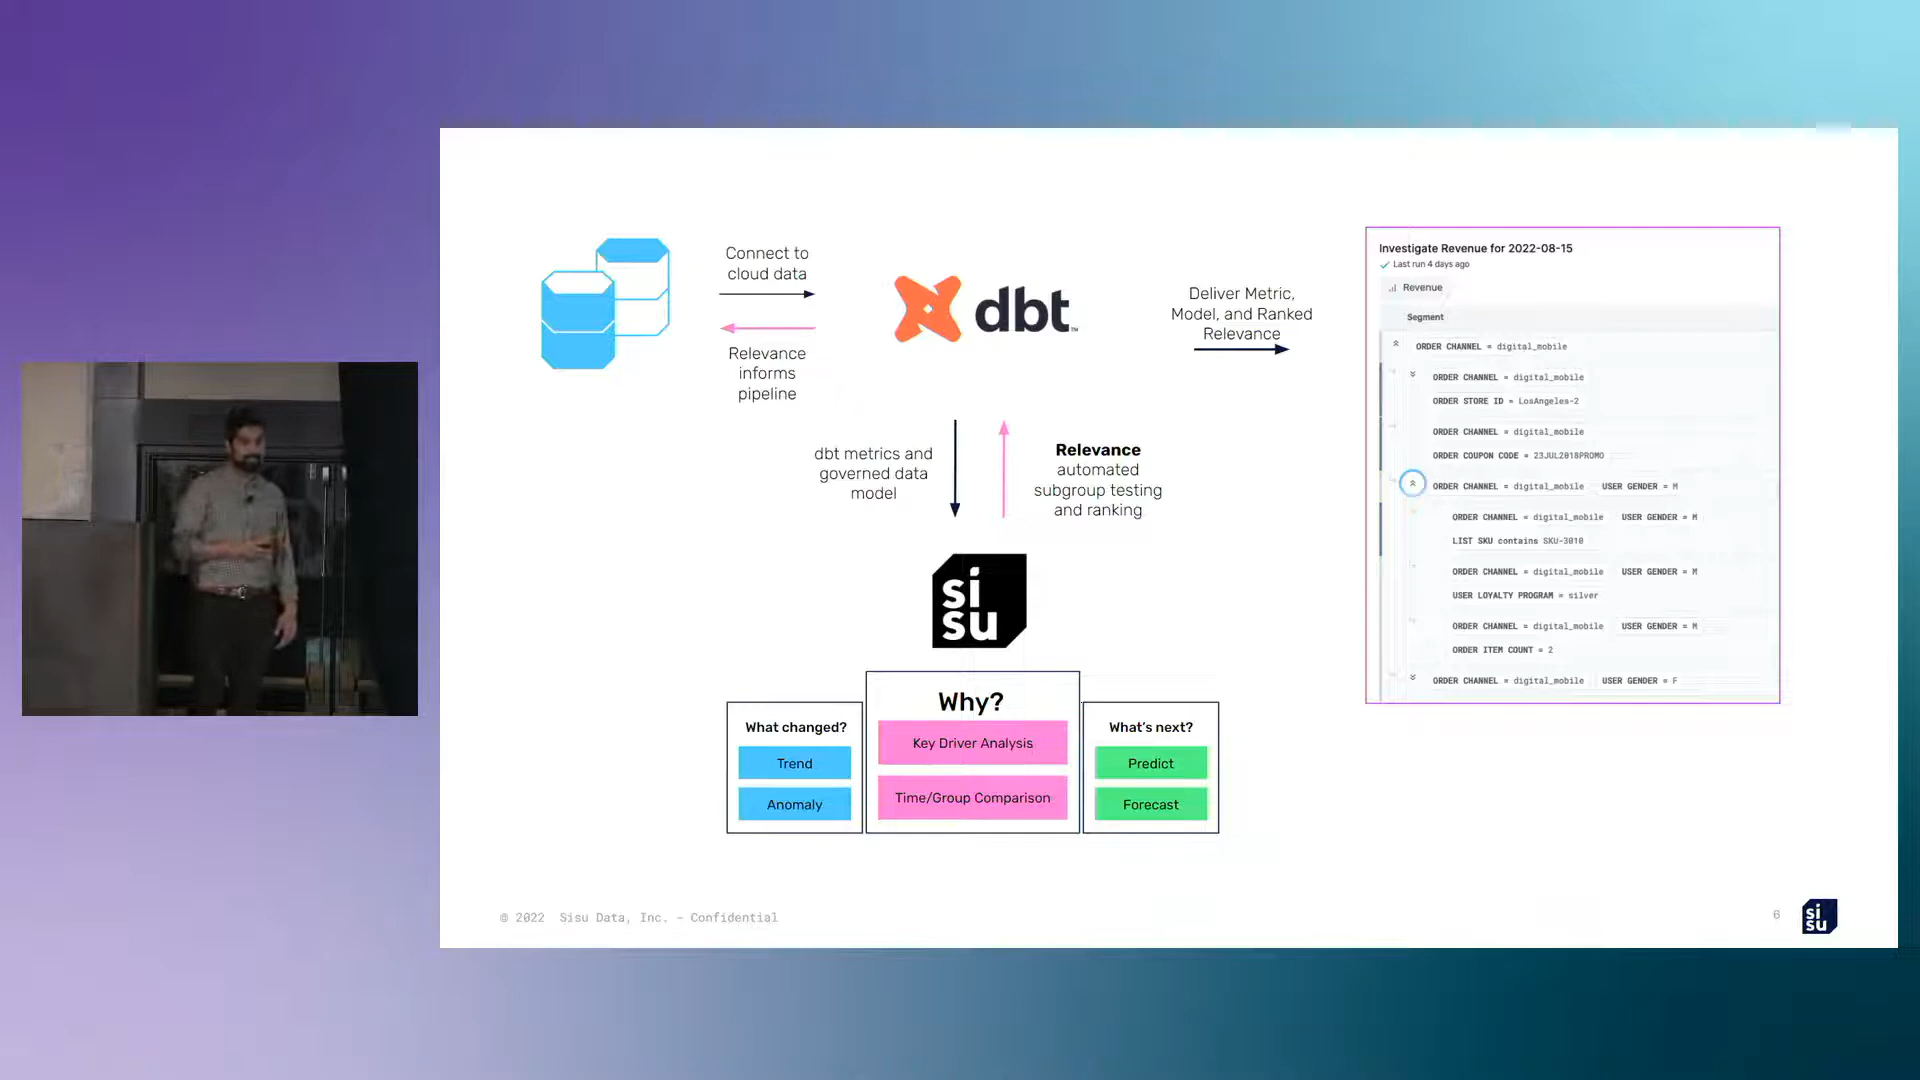 Connect to
cloud data
Relevance
informs
pipeline
dbt
™
Deliver Metric,
Model, and Ranked
Relevance
dbt metrics and
governed data
model
Relevance
automated
subgroup testing
and ranking
si
su
What changed?
Trend
Anomaly
Why?
Key Driver Analysis
Time/Group Comparison
What's next?
Predict
Forecast
Investigate Revenue for 2022-08-15
Last run 4 days ago
Revenue
Segment
ORDER CHANNEL = digital_mobile
ORDER CHANNEL = digital_mobile
ORDER STORE ID = LosAngeles-2
ORDER CHANNEL = digital_mobile
ORDER COUPON CODE = 23JUL2018PROMO
ORDER CHANNEL = digital_mobile USER GENDER = M
ORDER CHANNEL = digital_mobile USER GENDER = M
LIST SKU contains SKU-3010
ORDER CHANNEL = digital_mobile USER GENDER = M
USER LOYALTY PROGRAM = silver
ORDER CHANNEL = digital_mobile USER GENDER = M
ORDER ITEM COUNT = 2
ORDER CHANNEL = digital_mobile USER GENDER = F
© 2022 Sisu Data, Inc. - Confidential
6
si
su